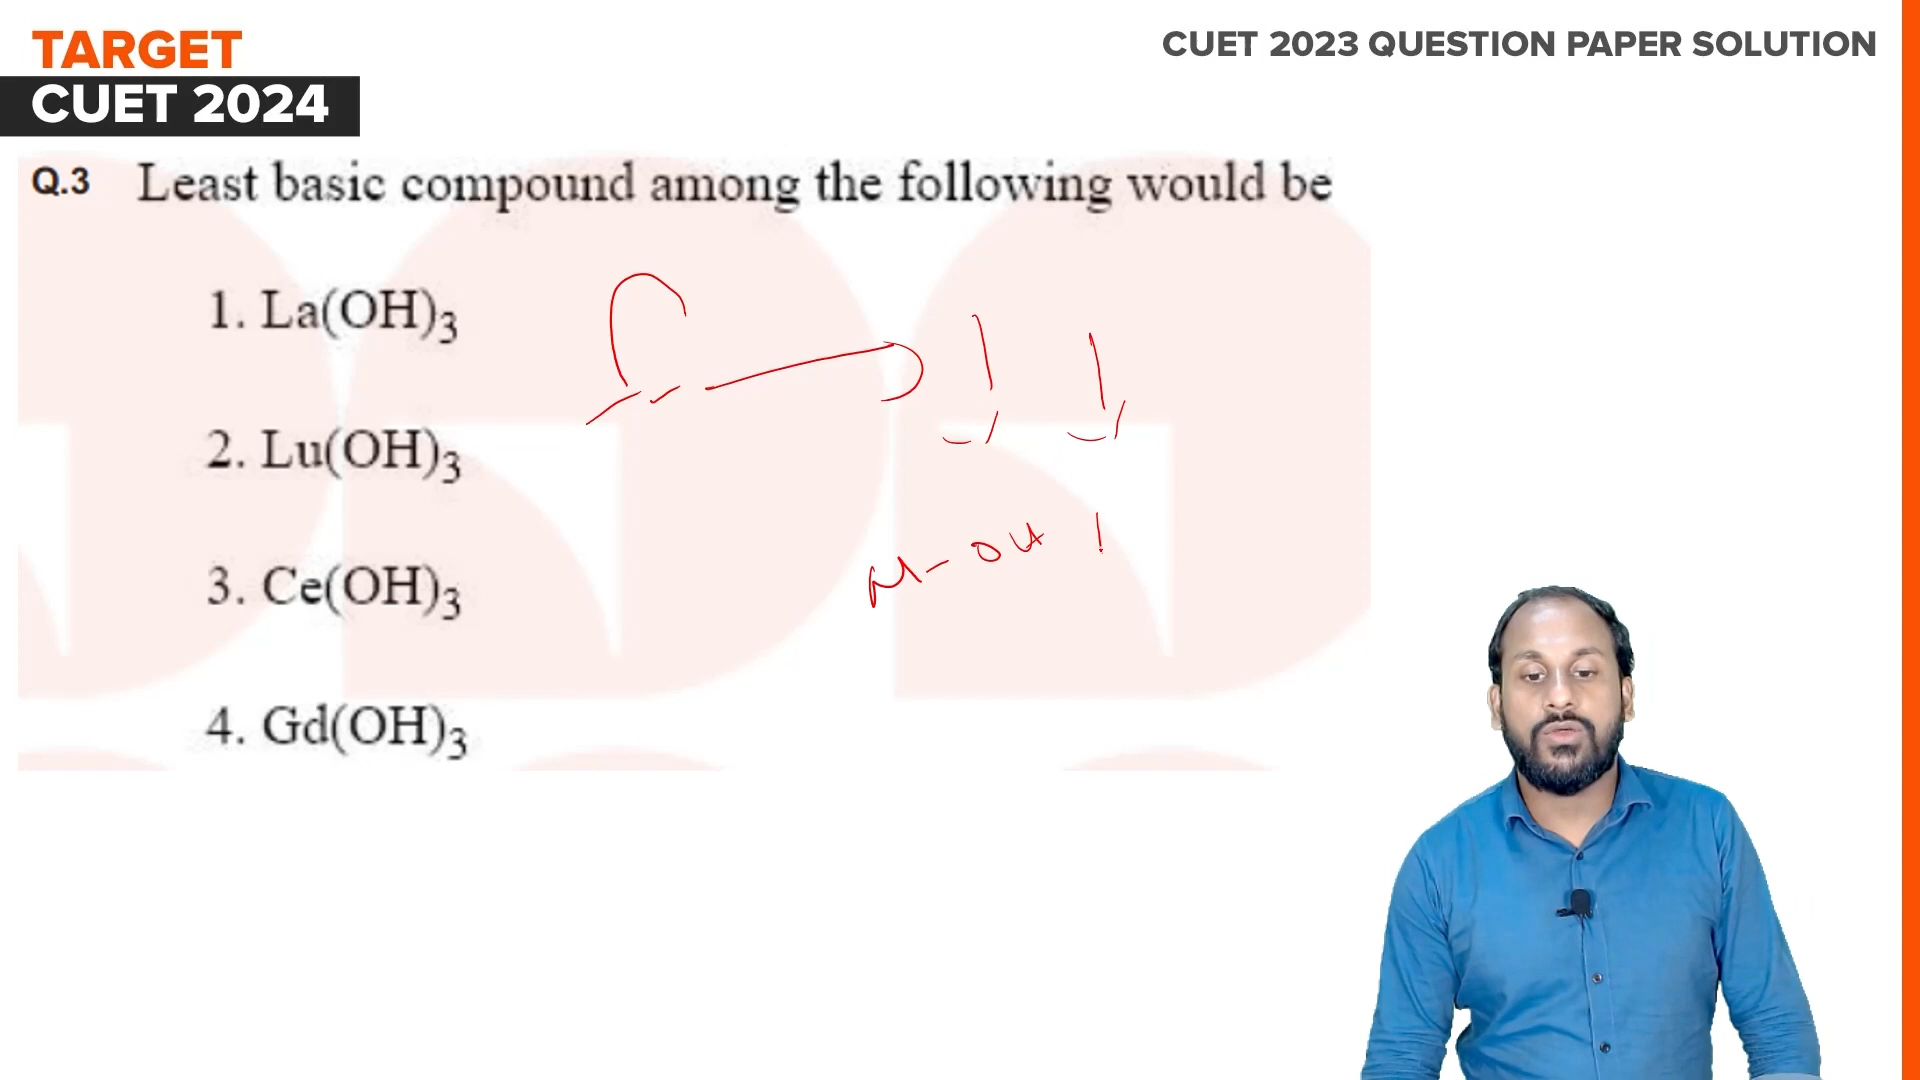 TARGET
CUET 2024
CUET 2023 QUESTION PAPER SOLUTION
Q.3 Least basic compound among the following would be
1. La(OH)3
2. Lu(OH)3
3. Ce(OH)3
4. Gd(OH)3
M-OH